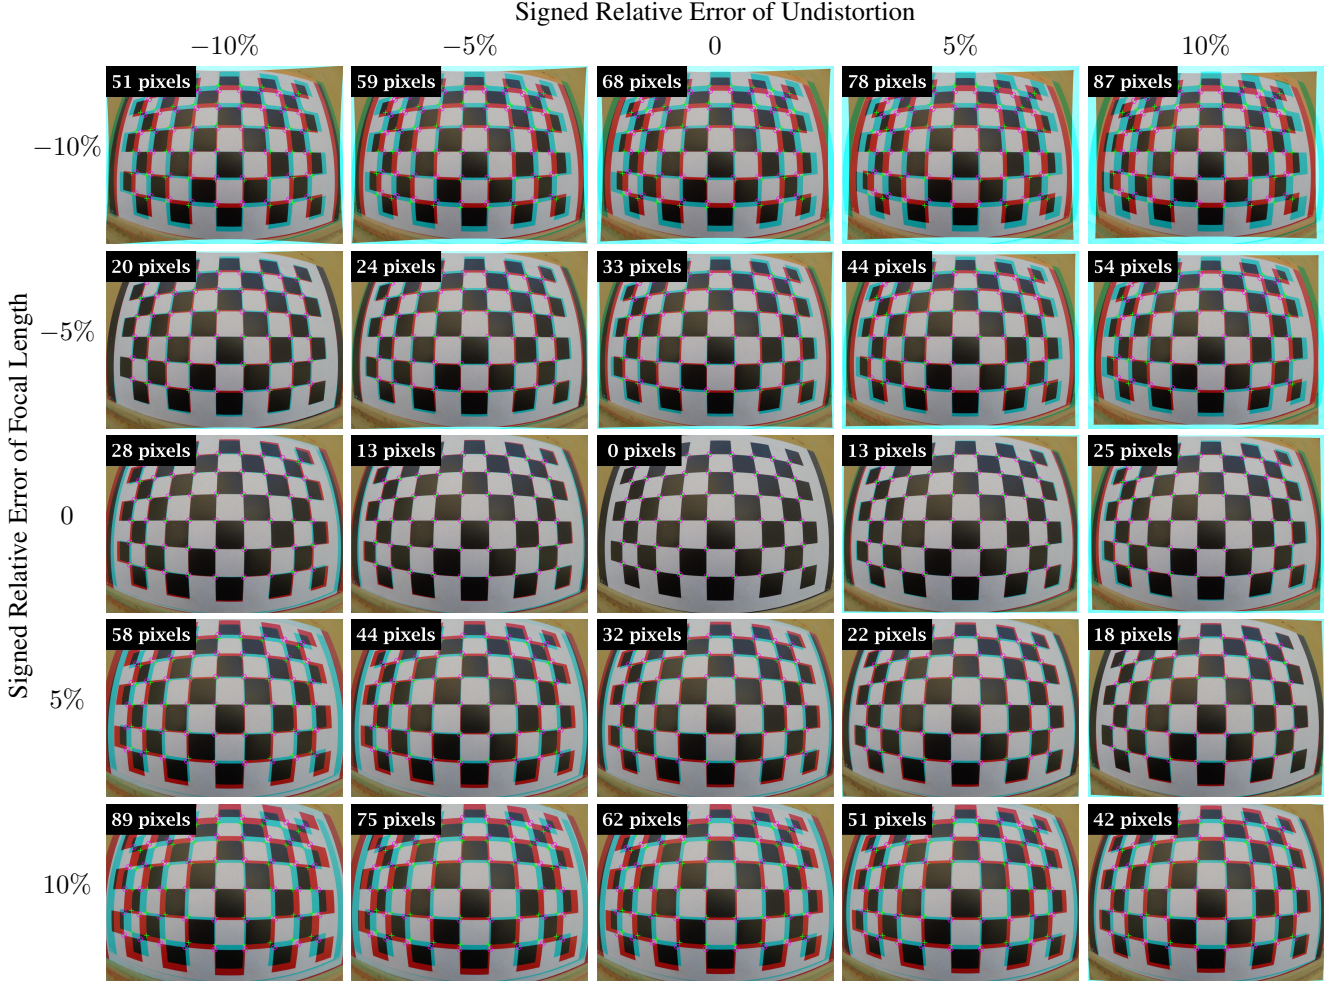 Signed Relative Error of Undistortion
−10% −5% 0 5% 10%
Signed Relative Error of Focal Length
−10%
51 pixels 59 pixels 68 pixels 78 pixels 87 pixels
−5%
20 pixels 24 pixels 33 pixels 44 pixels 54 pixels
0
28 pixels 13 pixels 0 pixels 13 pixels 25 pixels
5%
58 pixels 44 pixels 32 pixels 22 pixels 18 pixels
10%
89 pixels 75 pixels 62 pixels 51 pixels 42 pixels